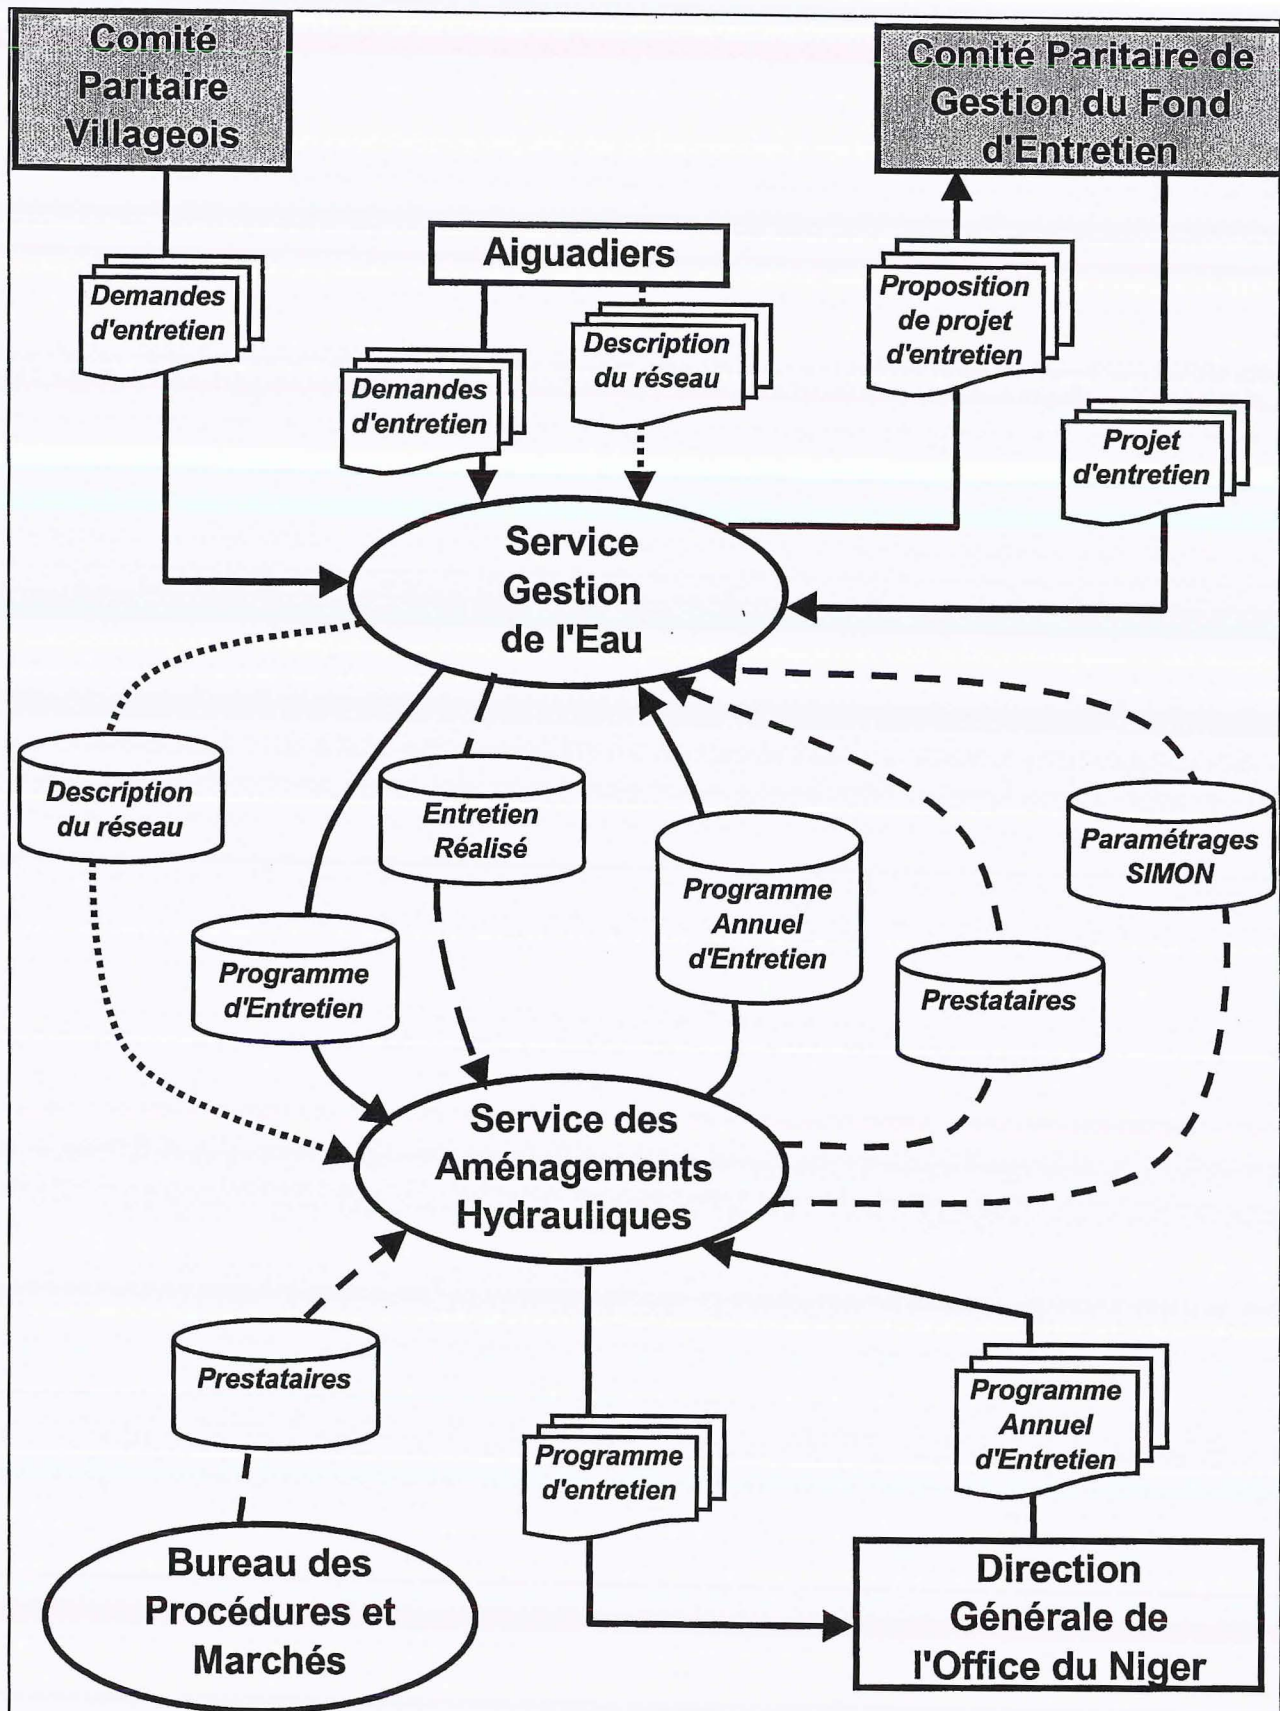 Comité
Paritaire
Villageois
Comité Paritaire de
Gestion du Fond
d'Entretien
Aiguadiers
Demandes
d'entretien
Demandes
d'entretien
Description
du réseau
Proposition
de projet
d'entretien
Projet
d'entretien
Service
Gestion
de l'Eau
Description
du réseau
Entretien
Réalisé
Programme
Annuel
d'Entretien
Paramétrages
SIMON
Programme
d'Entretien
Prestataires
Service des
Aménagements
Hydrauliques
Prestataires
Programme
d'entretien
Programme
Annuel
d'Entretien
Bureau des
Procédures et
Marchés
Direction
Générale de
l'Office du Niger